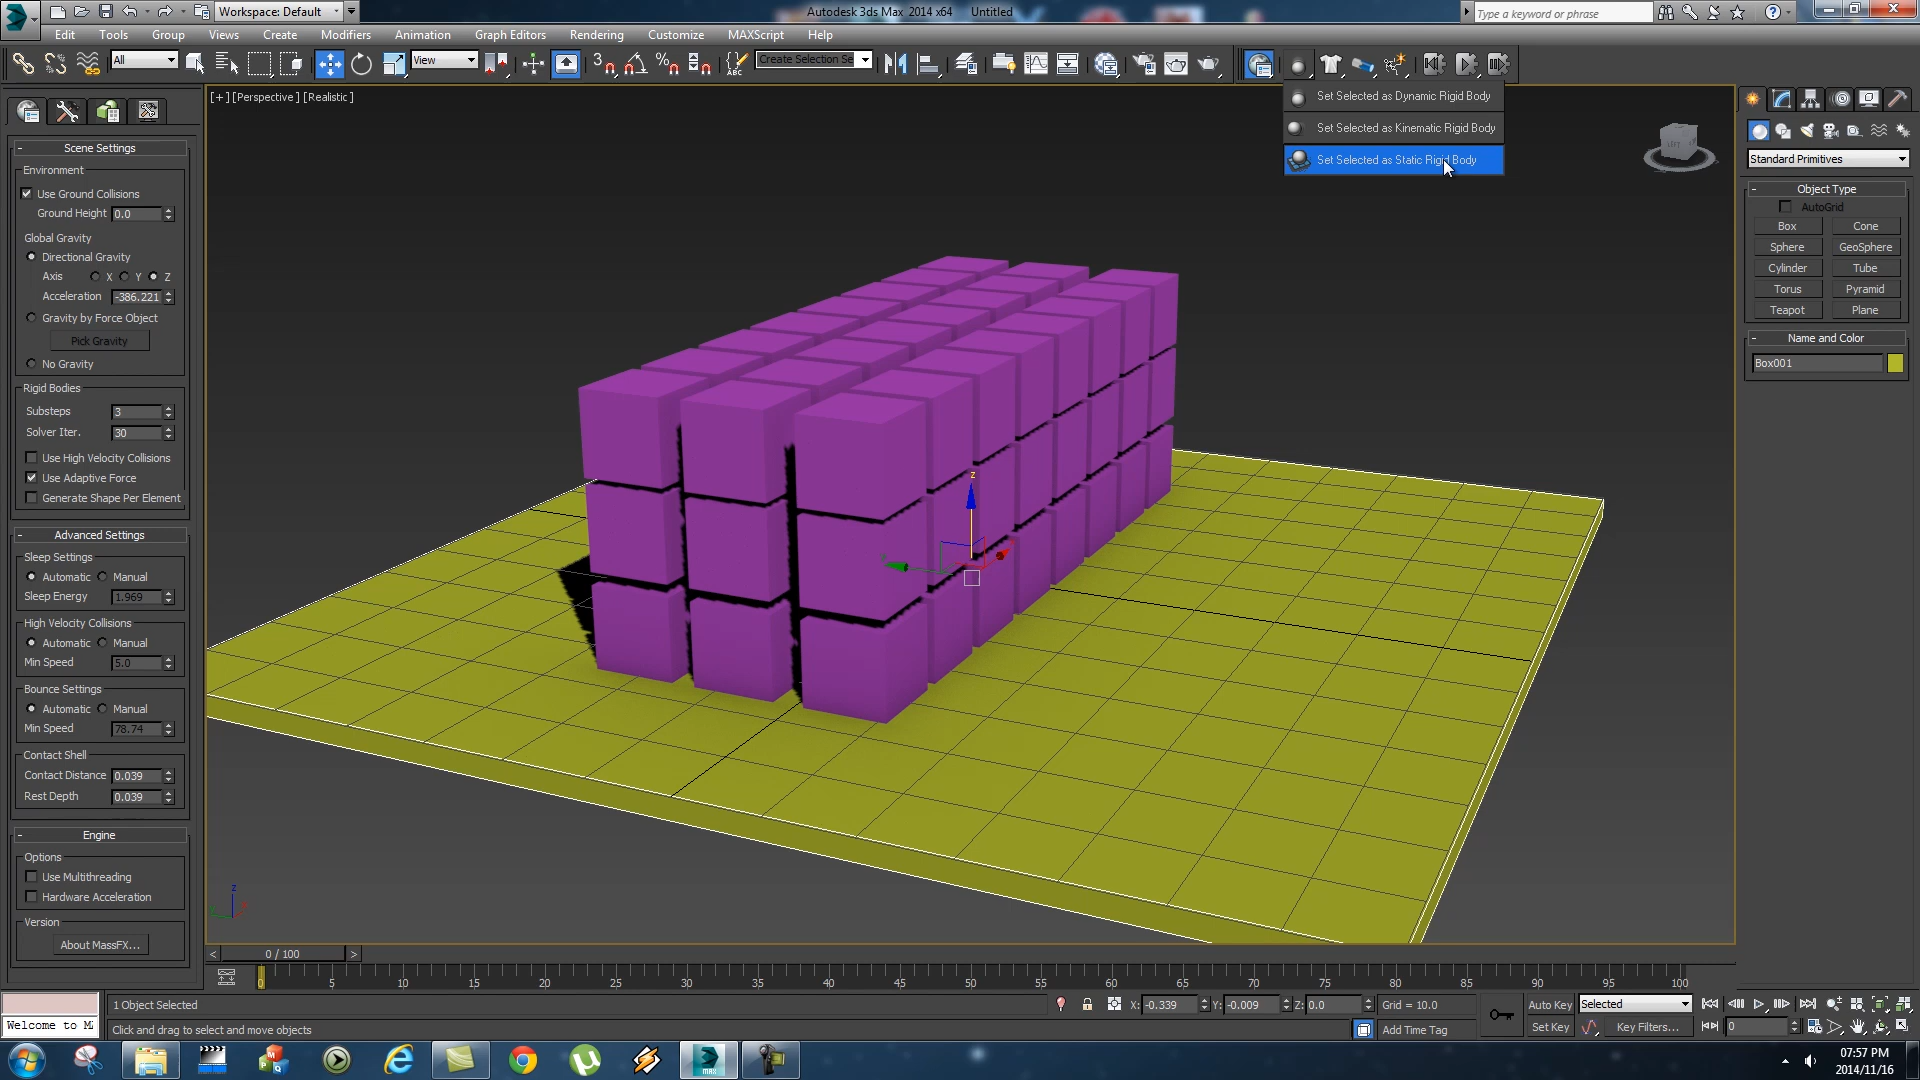 Workspace: Default
Autodesk 3ds Max 2014 x64 Untitled
Type a keyword or phrase
Edit Tools Group Views Create Modifiers Animation Graph Editors Rendering Customize MAXScript Help
All
View
3
Create Selection Se
[+] [Perspective] [Realistic]
Set Selected as Dynamic Rigid Body
Set Selected as Kinematic Rigid Body
Set Selected as Static Rigid Body
LEFT
- Scene Settings
Environment
Use Ground Collisions
Ground Height 0.0
Global Gravity
Directional Gravity
Axis X Y Z
Acceleration -386.221
Gravity by Force Object
Pick Gravity
No Gravity
Rigid Bodies
Substeps 3
Solver Iter. 30
Use High Velocity Collisions
Use Adaptive Force
Generate Shape Per Element
- Advanced Settings
Sleep Settings
Automatic Manual
Sleep Energy 1.969
High Velocity Collisions
Automatic Manual
Min Speed 5.0
Bounce Settings
Automatic Manual
Min Speed 78.74
Contact Shell
Contact Distance 0.039
Rest Depth 0.039
- Engine
Options
Use Multithreading
Hardware Acceleration
Version
About MassFX...
z
z
Standard Primitives
- Object Type
AutoGrid
Box Cone
Sphere GeoSphere
Cylinder Tube
Torus Pyramid
Teapot Plane
- Name and Color
Box001
< 0 / 100 >
0 5 10 15 20 25 30 35 40 45 50 55 60 65 70 75 80 85 90 95 100
1 Object Selected
X: -0.339 Y: -0.009 Z: 0.0 Grid = 10.0
Auto Key Selected
Welcome to M
Click and drag to select and move objects
Add Time Tag
Set Key Key Filters... 0
MAX
07:57 PM
2014/11/16